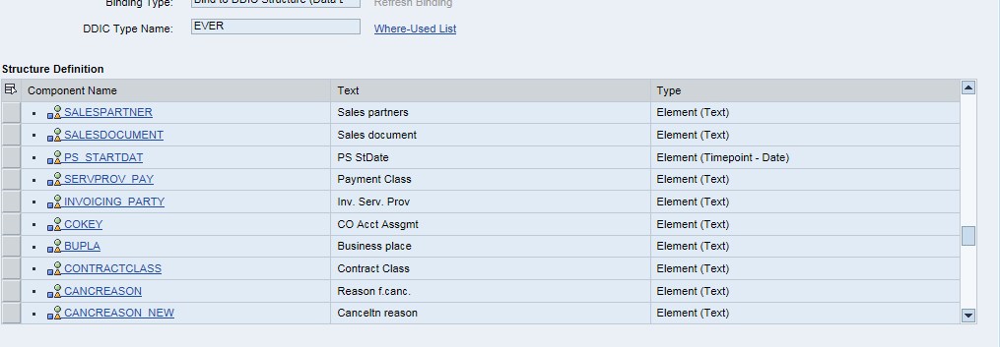 Binding Type: Bind to DDIC Structure (Data t Refresh Binding
DDIC Type Name: EVER Where-Used List
Structure Definition
Component Name Text Type
SALESPARTNER Sales partners Element (Text)
SALESDOCUMENT Sales document Element (Text)
PS_STARTDAT PS StDate Element (Timepoint - Date)
SERVPROV_PAY Payment Class Element (Text)
INVOICING_PARTY Inv. Serv. Prov Element (Text)
COKEY CO Acct Assgmt Element (Text)
BUPLA Business place Element (Text)
CONTRACTCLASS Contract Class Element (Text)
CANCREASON Reason f.canc. Element (Text)
CANCREASON_NEW Canceltn reason Element (Text)